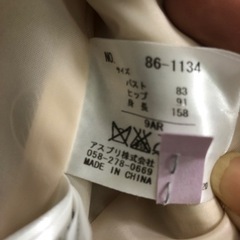 NO. 86-1134
サイズ
バスト 83
ヒップ 91
身長 158
9AR
アスプリ株式会社
058-278-0669
MADE IN CHINA